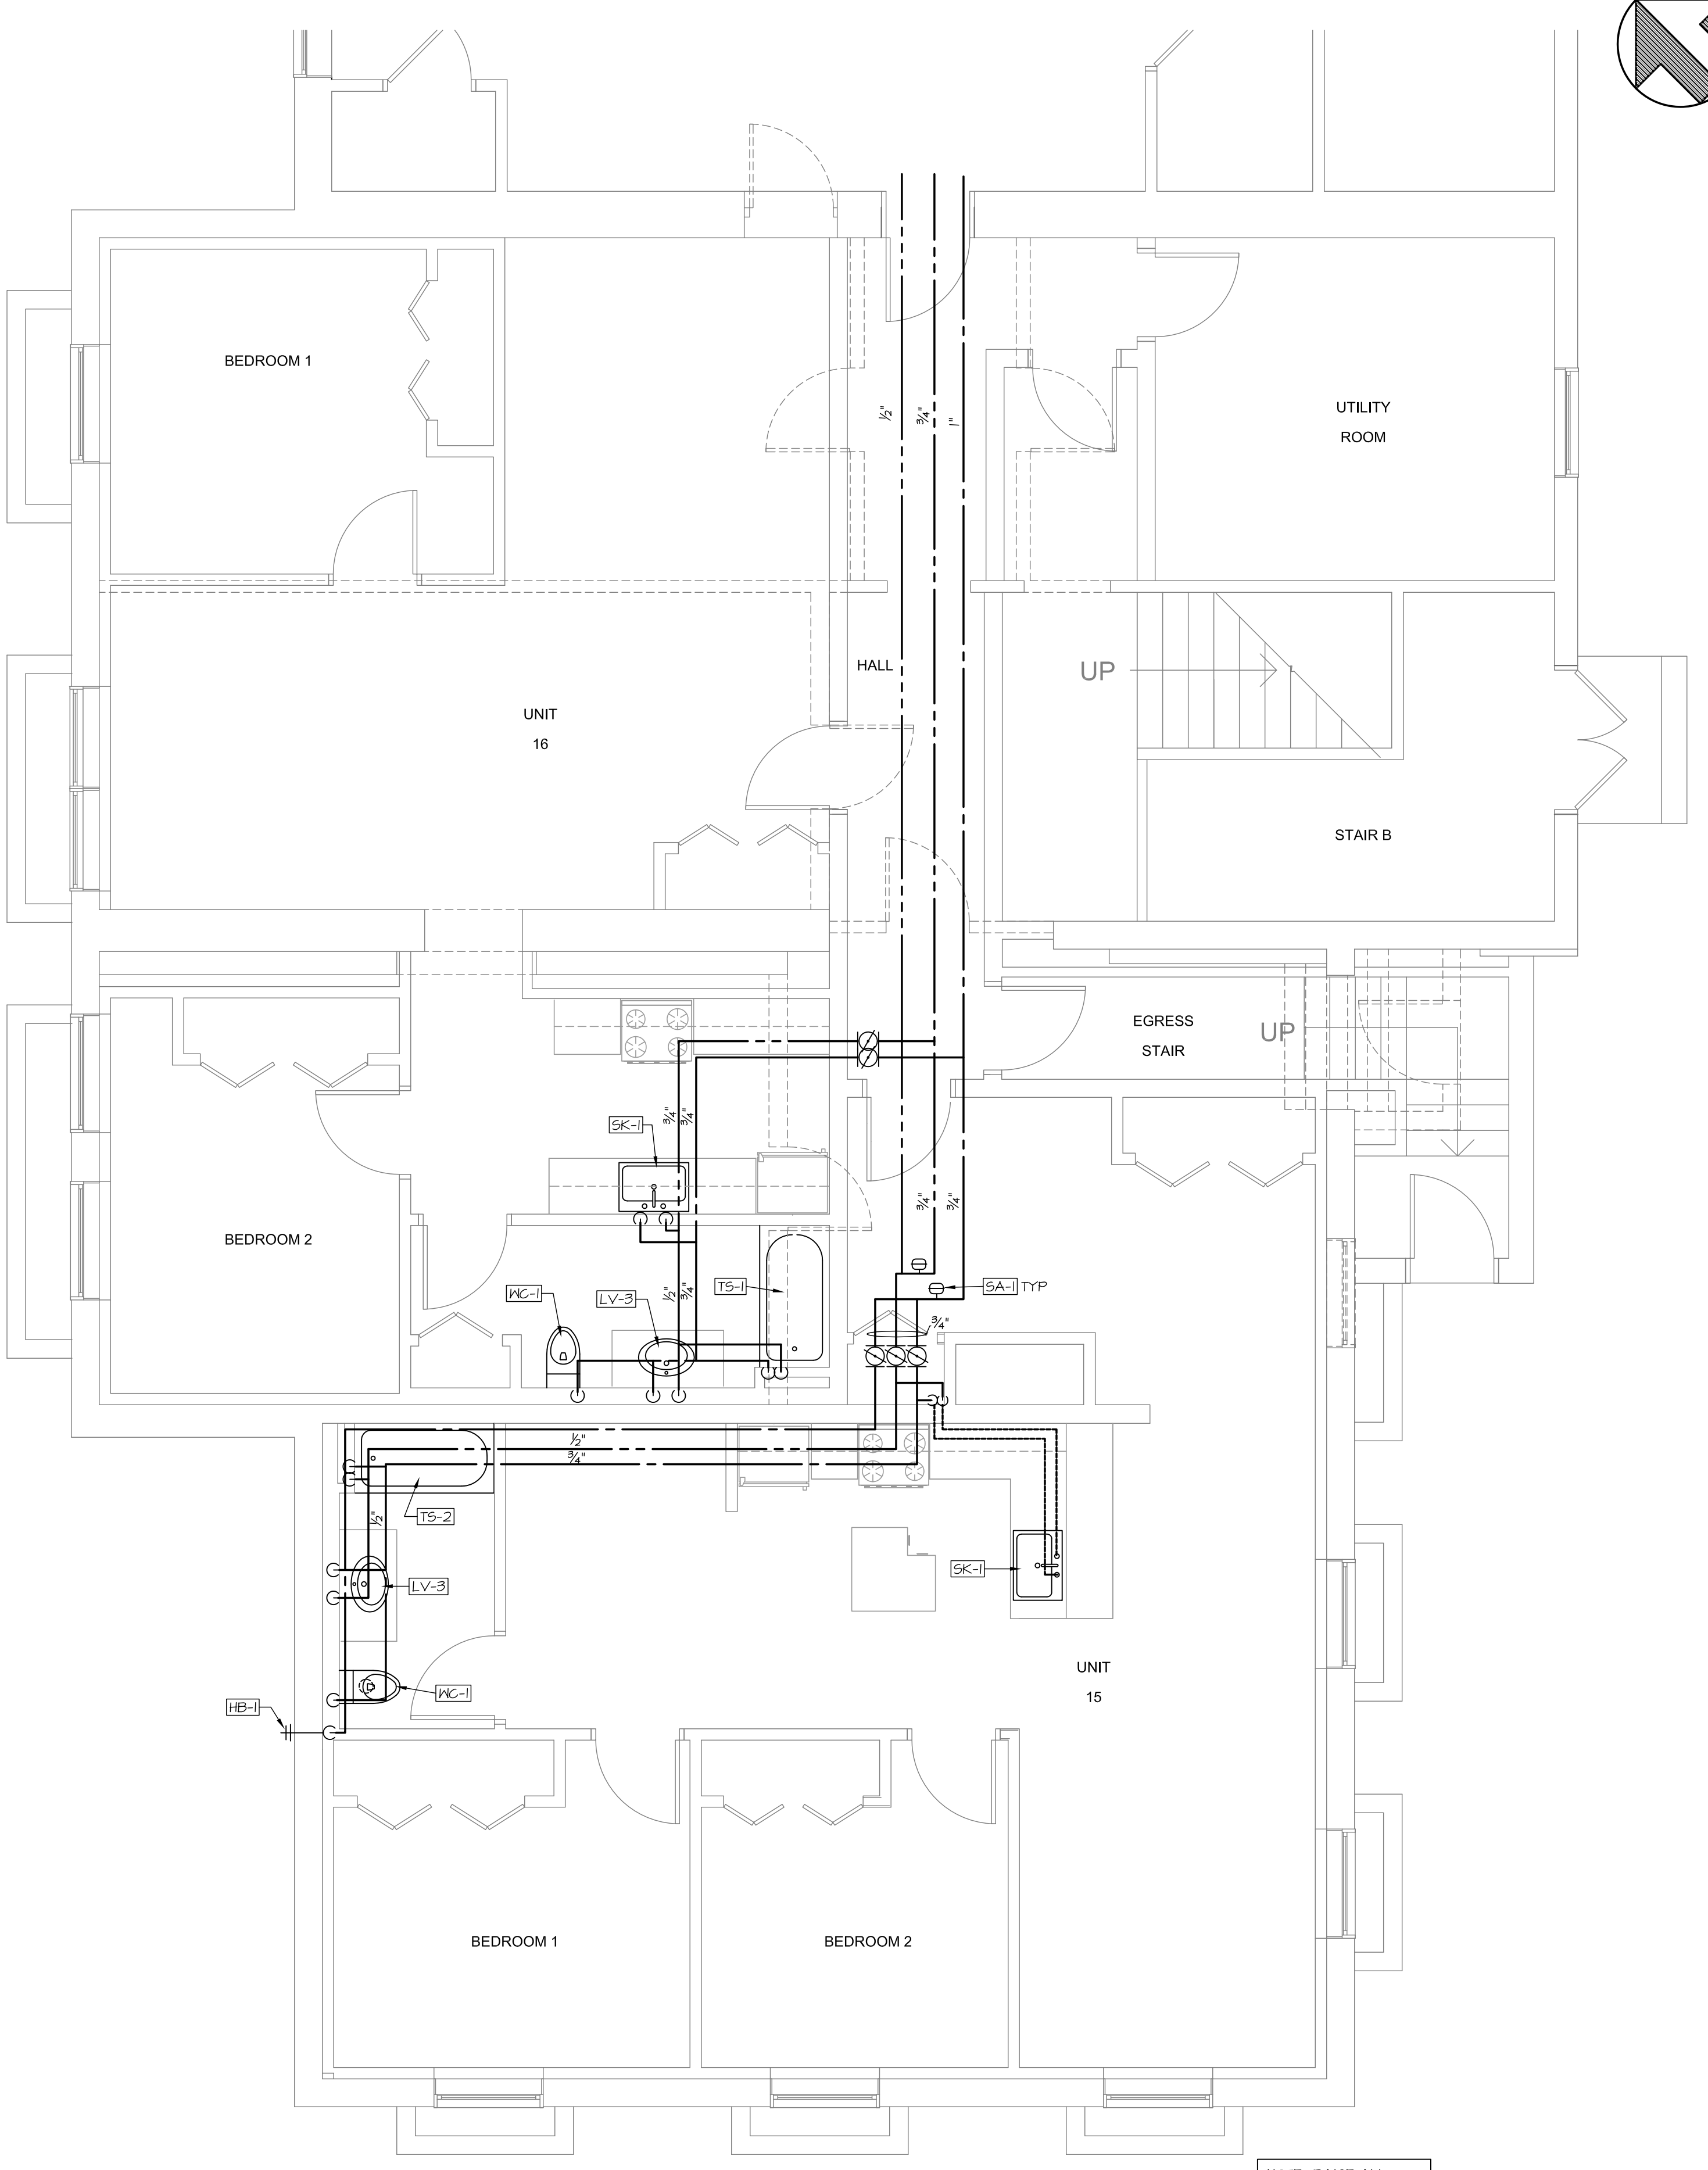 BEDROOM 1
½"
¾"
1"
UTILITY
ROOM
HALL
UP
UNIT
16
STAIR B
EGRESS
STAIR
UP
SK-1
¾"
¾"
BEDROOM 2
¾"
¾"
WC-1
LV-3
½"
¾"
TS-1
SA-1 TYP
¾"
½"
¾"
½"
TS-2
LV-3
SK-1
WC-1
HB-1
UNIT
15
BEDROOM 1
BEDROOM 2